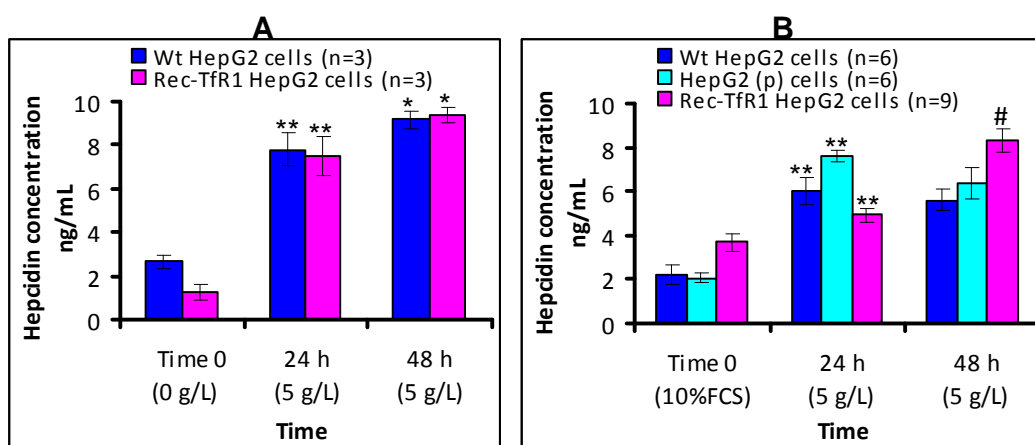 A
Wt HepG2 cells (n=3)
Rec-TfR1 HepG2 cells (n=3)
Hepcidin concentration
ng/mL
10
8
6
4
2
0
** ** * *
Time 0 24 h 48 h
(0 g/L) (5 g/L) (5 g/L)
Time
B
Wt HepG2 cells (n=6)
HepG2 (p) cells (n=6)
Rec-TfR1 HepG2 cells (n=9)
Hepcidin concentration
ng/mL
10
8
6
4
2
0
** ** ** #
Time 0 24 h 48 h
(10%FCS) (5 g/L) (5 g/L)
Time